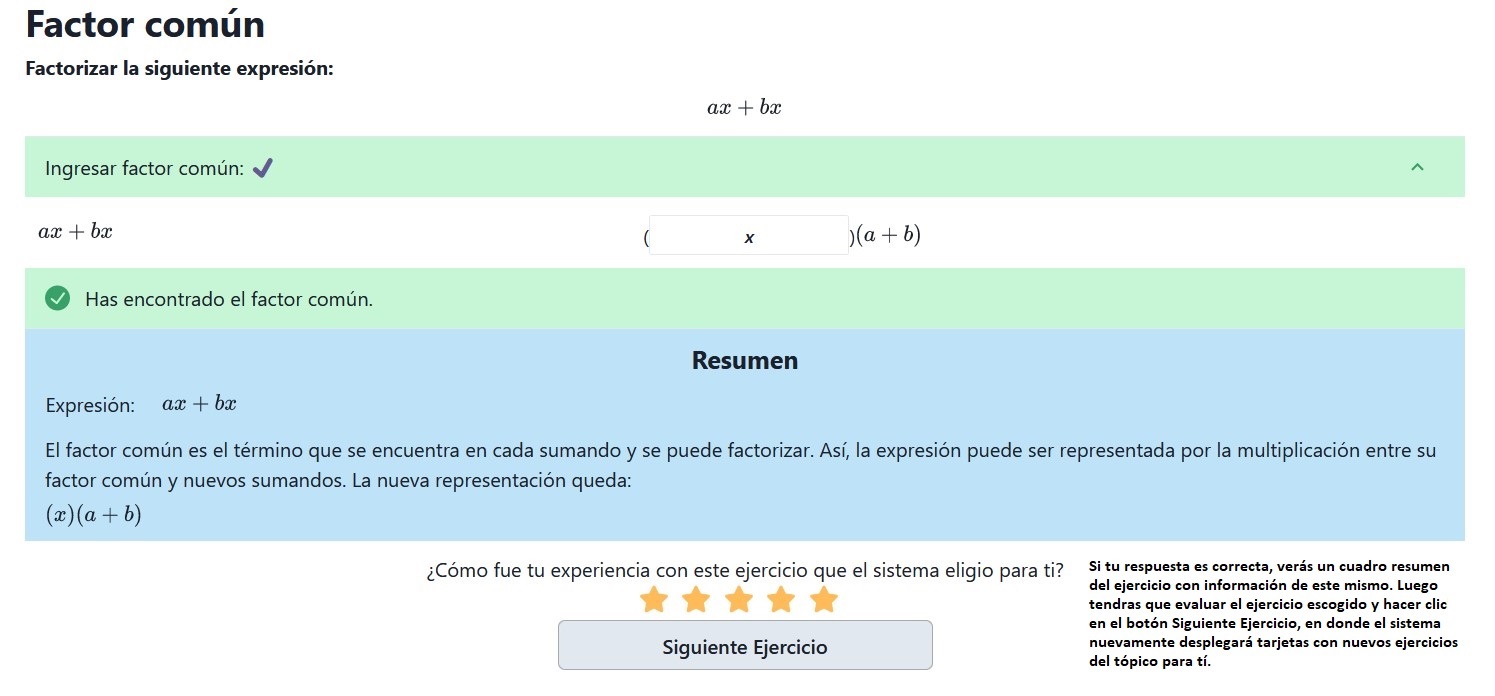 Factor común
Factorizar la siguiente expresión:
ax + bx
Ingresar factor común:
ax + bx
( x )(a + b)
Has encontrado el factor común.
Resumen
Expresión: ax + bx
El factor común es el término que se encuentra en cada sumando y se puede factorizar. Así, la expresión puede ser representada por la multiplicación entre su
factor común y nuevos sumandos. La nueva representación queda:
(x)(a + b)
¿Cómo fue tu experiencia con este ejercicio que el sistema eligio para ti?
Siguiente Ejercicio
Si tu respuesta es correcta, verás un cuadro resumen
del ejercicio con información de este mismo. Luego
tendras que evaluar el ejercicio escogido y hacer clic
en el botón Siguiente Ejercicio, en donde el sistema
nuevamente desplegará tarjetas con nuevos ejercicios
del tópico para tí.